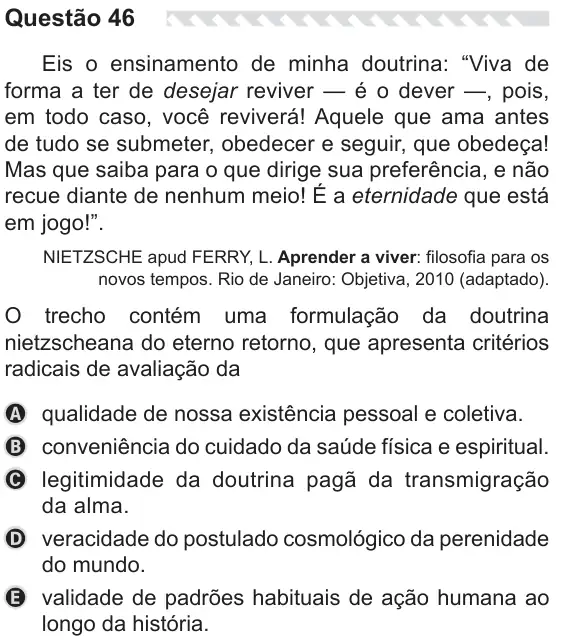 Questão 46
Eis o ensinamento de minha doutrina: “Viva de
forma a ter de desejar reviver — é o dever —, pois,
em todo caso, você reviverá! Aquele que ama antes
de tudo se submeter, obedecer e seguir, que obedeça!
Mas que saiba para o que dirige sua preferência, e não
recue diante de nenhum meio! É a eternidade que está
em jogo!”.
NIETZSCHE apud FERRY, L. Aprender a viver: filosofia para os
novos tempos. Rio de Janeiro: Objetiva, 2010 (adaptado).
O trecho contém uma formulação da doutrina
nietzscheana do eterno retorno, que apresenta critérios
radicais de avaliação da
A qualidade de nossa existência pessoal e coletiva.
B conveniência do cuidado da saúde física e espiritual.
C legitimidade da doutrina pagã da transmigração
da alma.
D veracidade do postulado cosmológico da perenidade
do mundo.
E validade de padrões habituais de ação humana ao
longo da história.